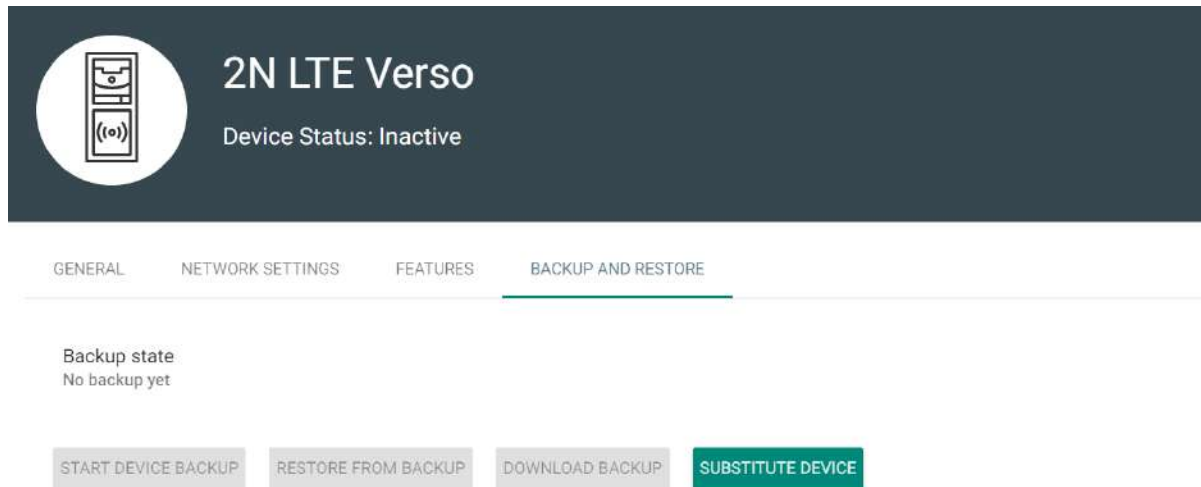 2N LTE Verso
Device Status: Inactive
GENERAL NETWORK SETTINGS FEATURES BACKUP AND RESTORE
Backup state
No backup yet
START DEVICE BACKUP RESTORE FROM BACKUP DOWNLOAD BACKUP SUBSTITUTE DEVICE